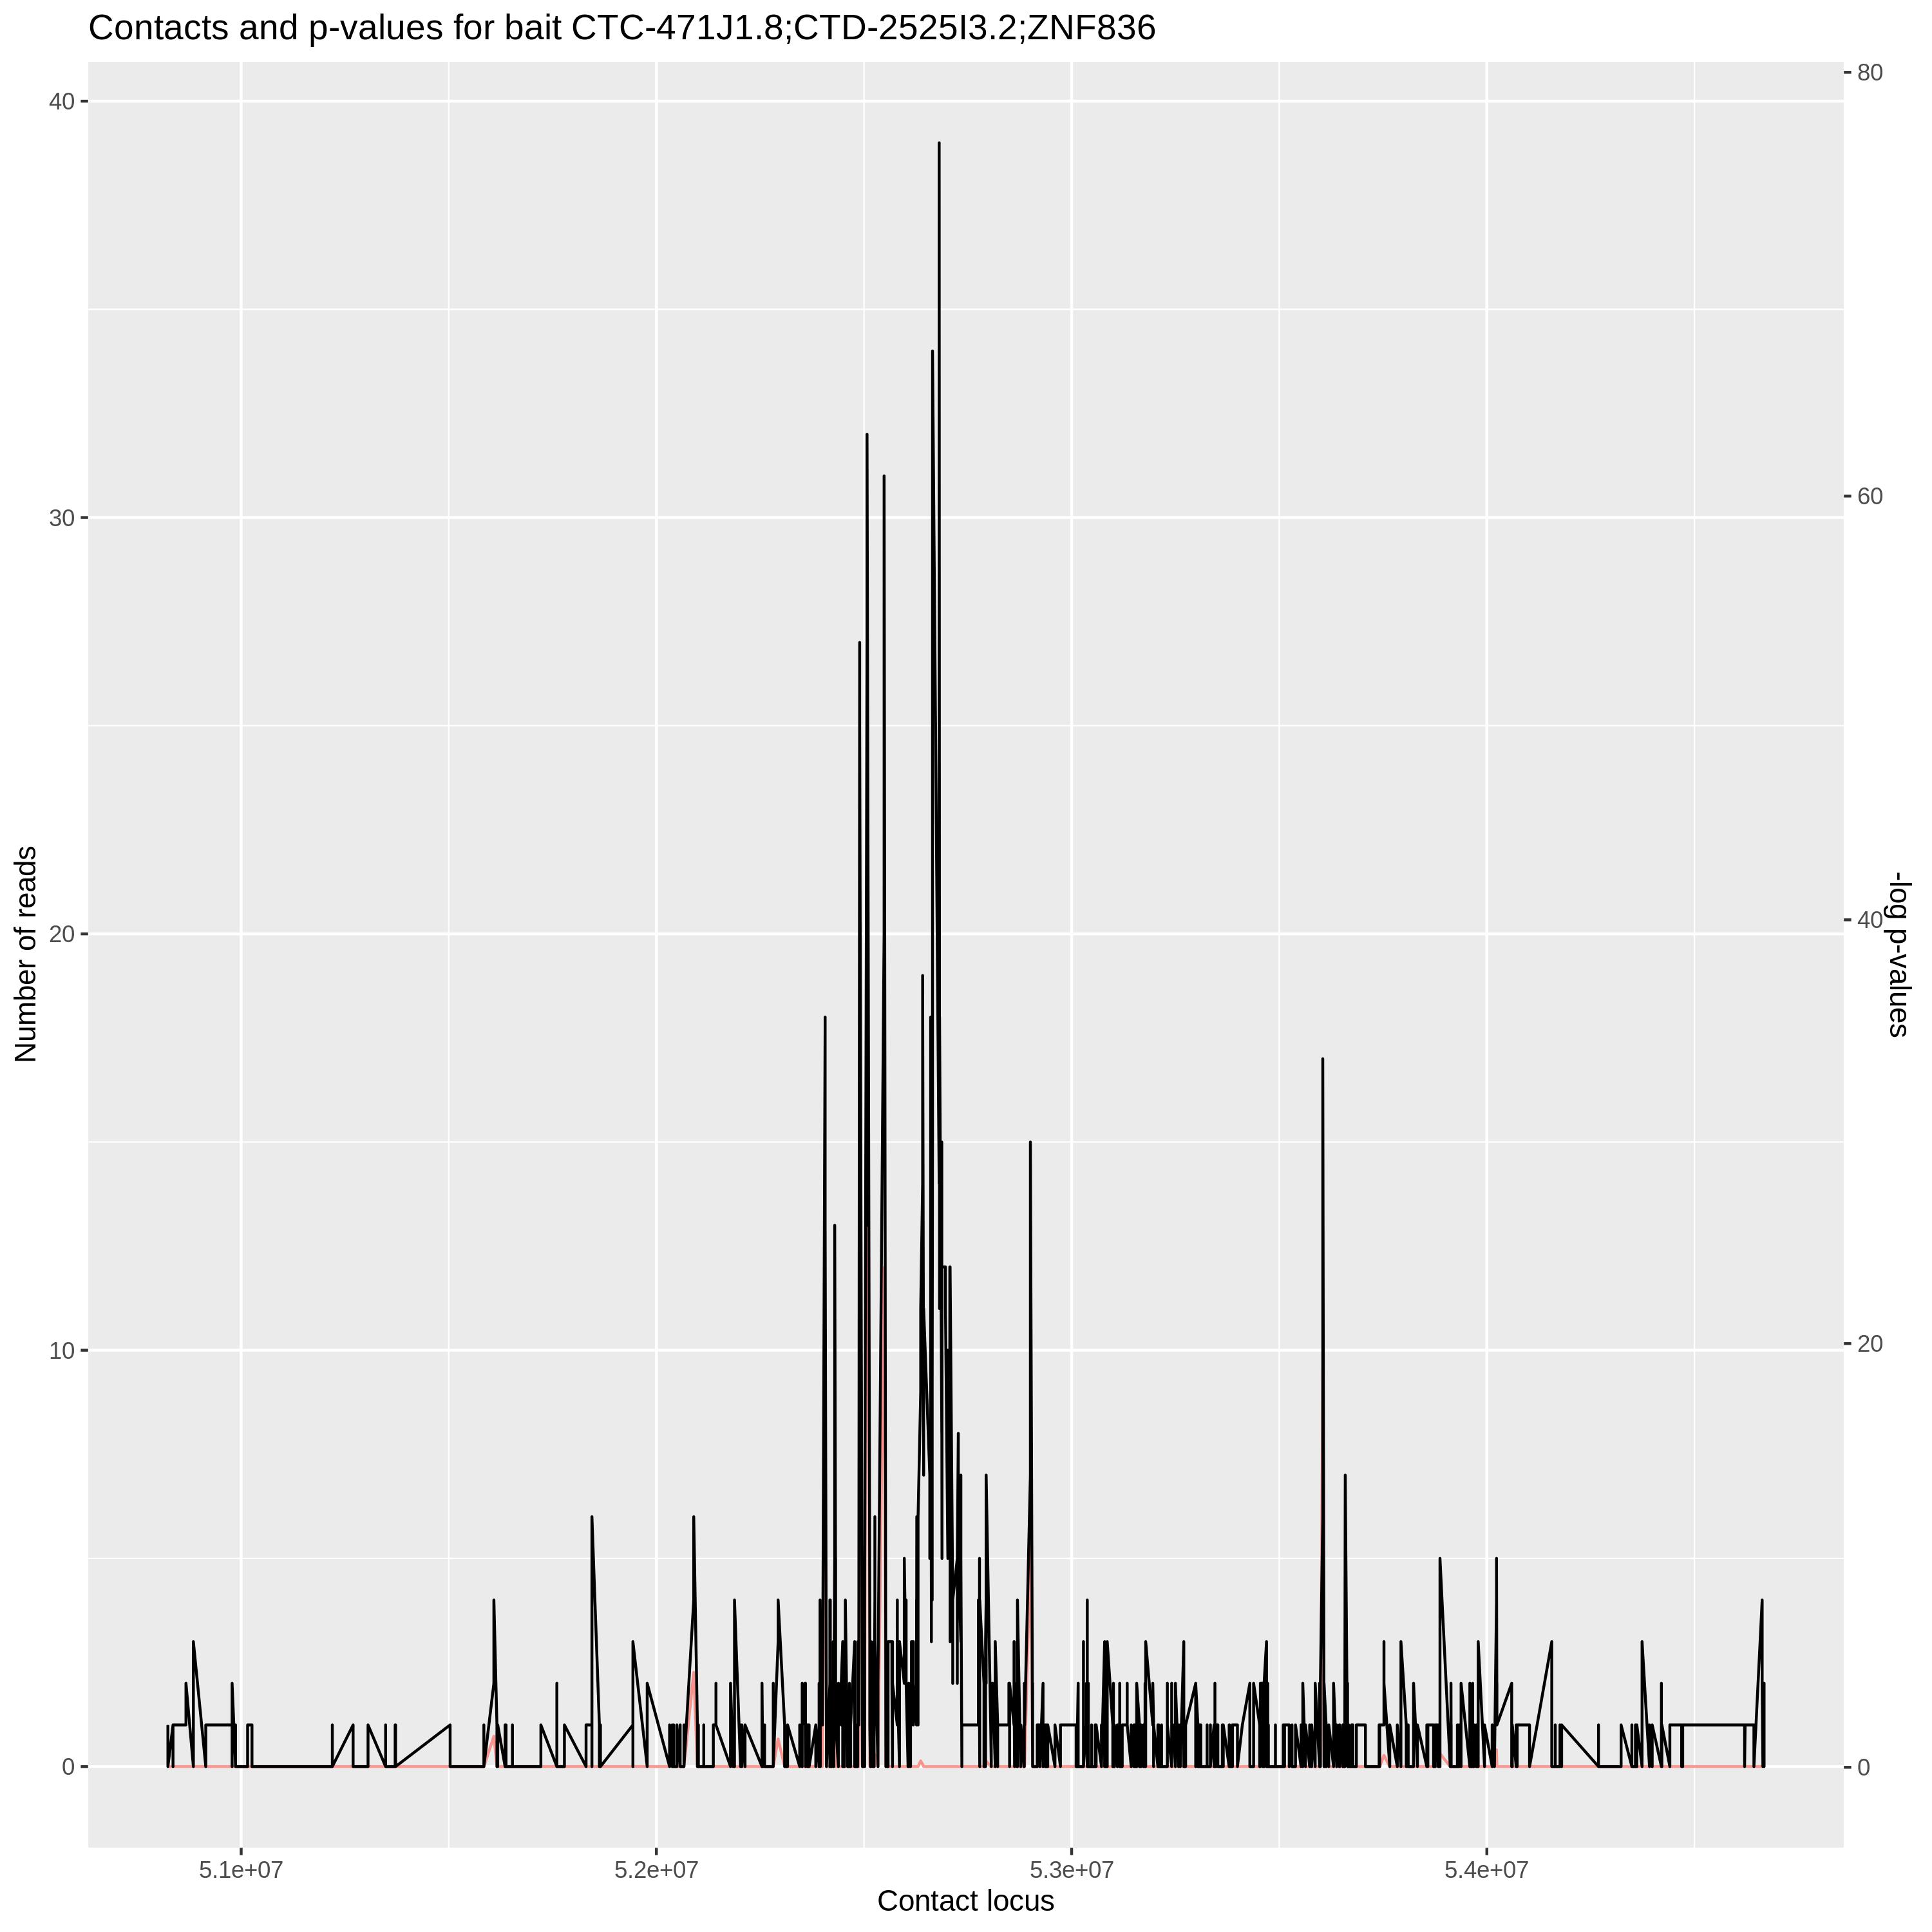 Contacts and p-values for bait CTC-471J1.8;CTD-2525I3.2;ZNF836
40
30
20
10
0
Number of reads
80
60
40
20
0
-log p-values
5.1e+07
5.2e+07
5.3e+07
5.4e+07
Contact locus